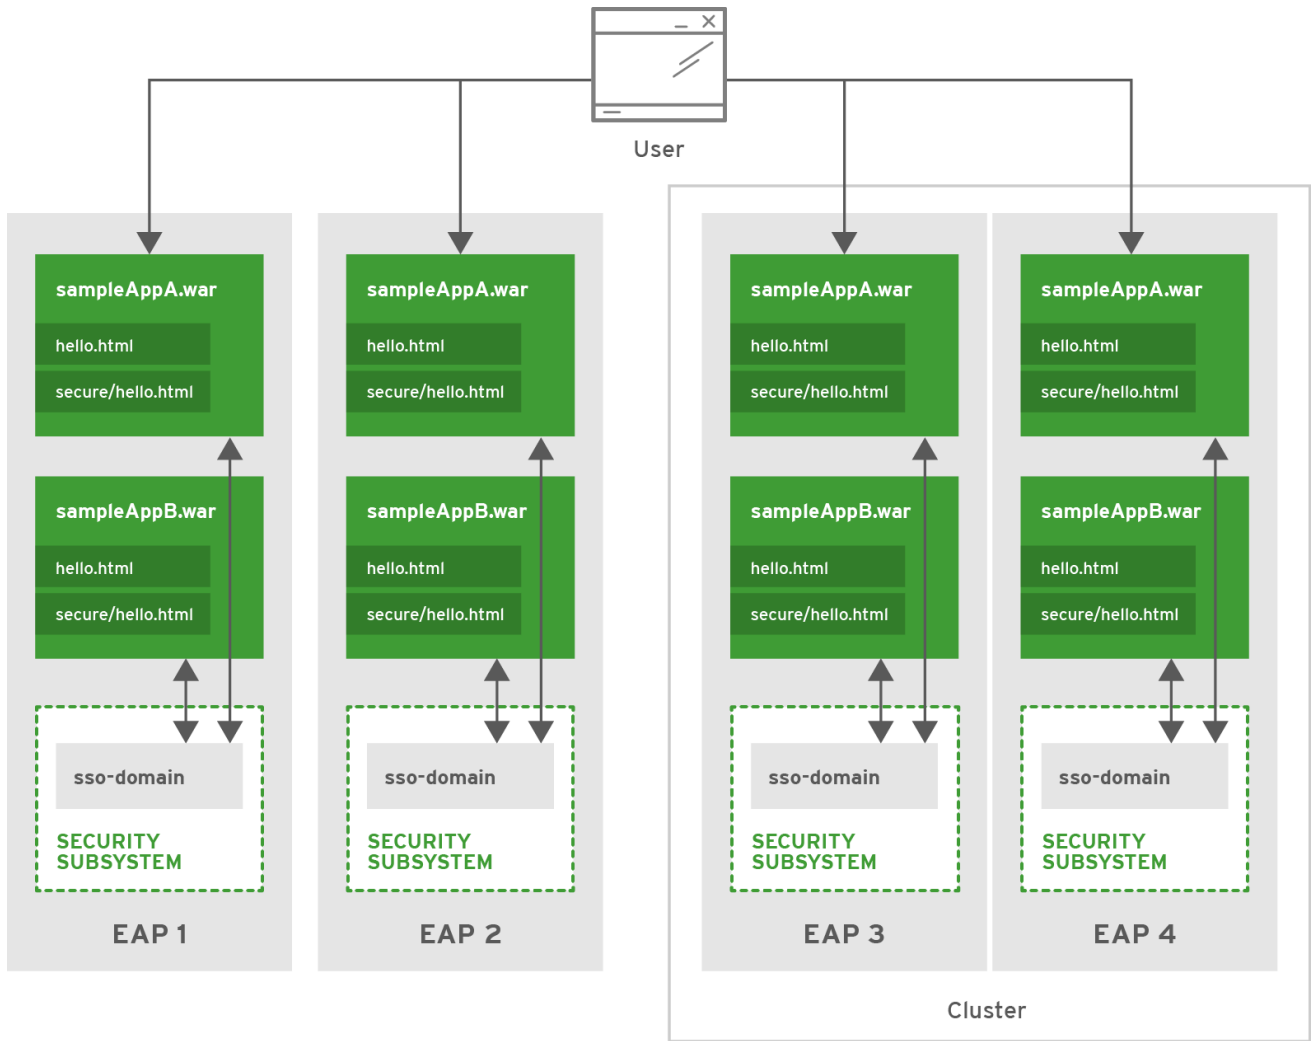 User
sampleAppA.war
hello.html
secure/hello.html
sampleAppB.war
hello.html
secure/hello.html
sso-domain
SECURITY
SUBSYSTEM
EAP 1
sampleAppA.war
hello.html
secure/hello.html
sampleAppB.war
hello.html
secure/hello.html
sso-domain
SECURITY
SUBSYSTEM
EAP 2
sampleAppA.war
hello.html
secure/hello.html
sampleAppB.war
hello.html
secure/hello.html
sso-domain
SECURITY
SUBSYSTEM
EAP 3
sampleAppA.war
hello.html
secure/hello.html
sampleAppB.war
hello.html
secure/hello.html
sso-domain
SECURITY
SUBSYSTEM
EAP 4
Cluster